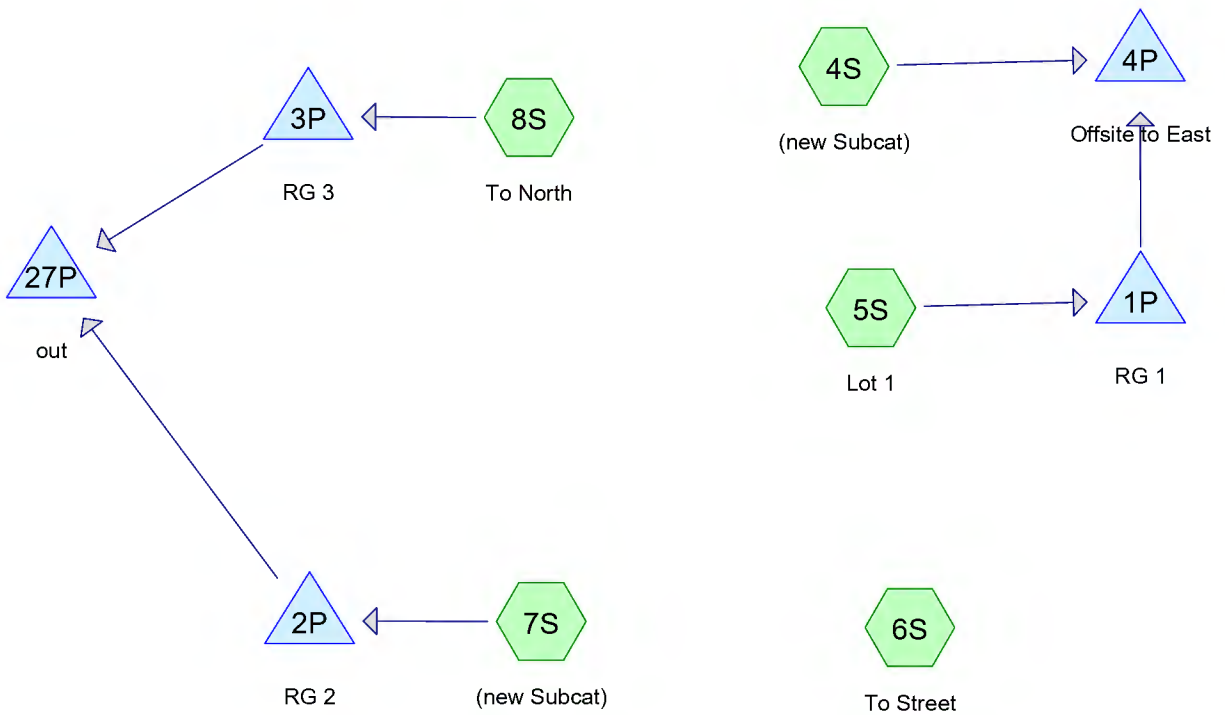 4S
4P
(new Subcat)
Offsite to East
3P
8S
RG 3
To North
27P
out
5S
1P
Lot 1
RG 1
2P
7S
6S
RG 2
(new Subcat)
To Street